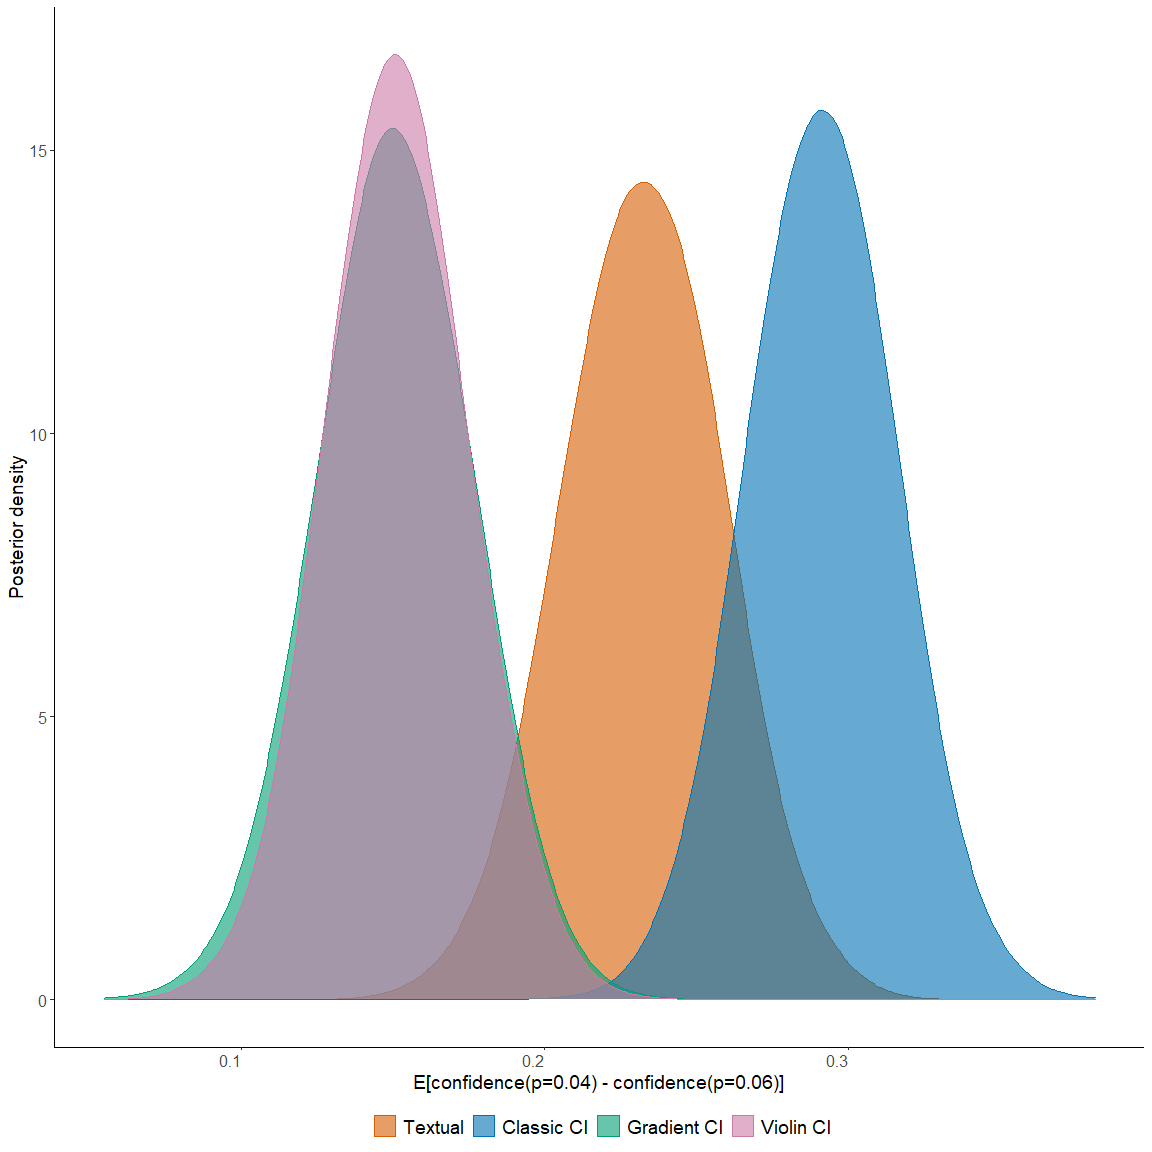 Posterior density
15
10
5
0
0.1 0.2 0.3
E[confidence(p=0.04) - confidence(p=0.06)]
Textual Classic CI Gradient CI Violin CI